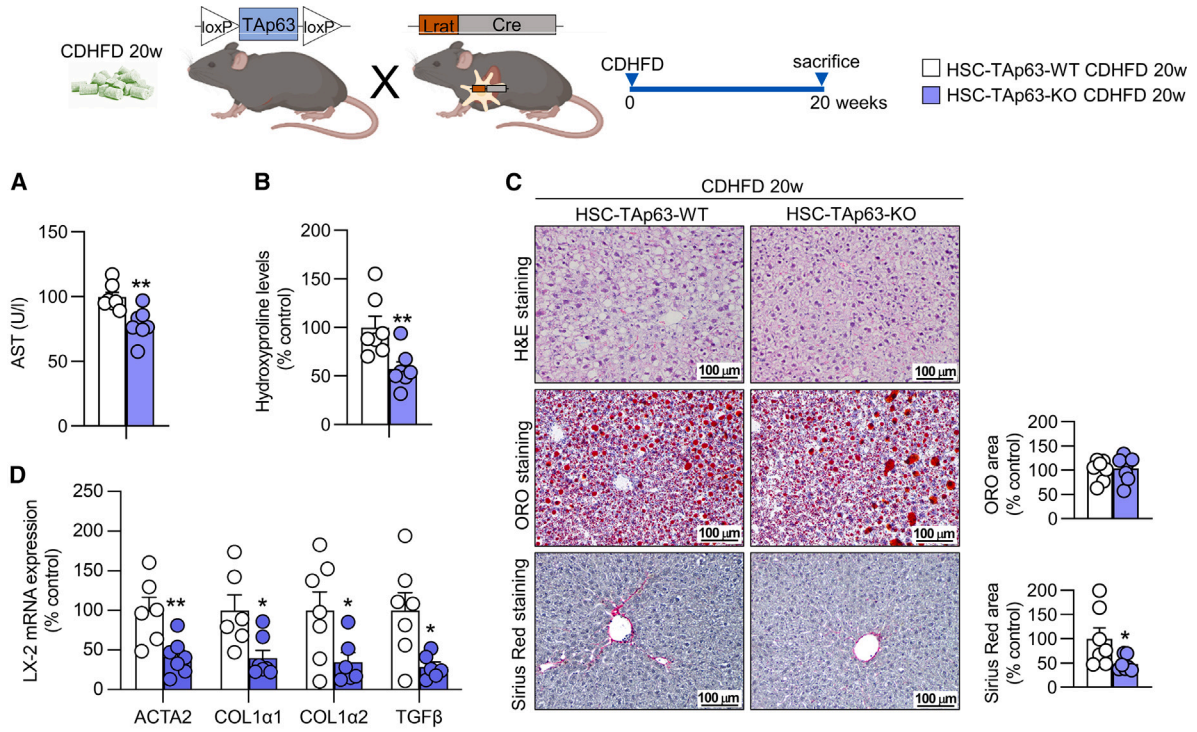 CDHFD 20w
loxP TAp63 loxP
X
Lrat Cre
CDHFD sacrifice
0 20 weeks
HSC-TAp63-WT CDHFD 20w
HSC-TAp63-KO CDHFD 20w
A
AST (U/l)
150
100
50
0
**
B
Hydroxyproline levels
(% control)
200
150
100
50
0
**
C
CDHFD 20w
HSC-TAp63-WT HSC-TAp63-KO
H&E staining
100 µm 100 µm
ORO staining
100 µm 100 µm
ORO area
(% control)
200
150
100
50
0
Sirius Red staining
100 µm 100 µm
Sirius Red area
(% control)
200
150
100
50
0
*
D
LX-2 mRNA expression
(% control)
250
200
150
100
50
0
** * * *
ACTA2 COL1α1 COL1α2 TGFβ